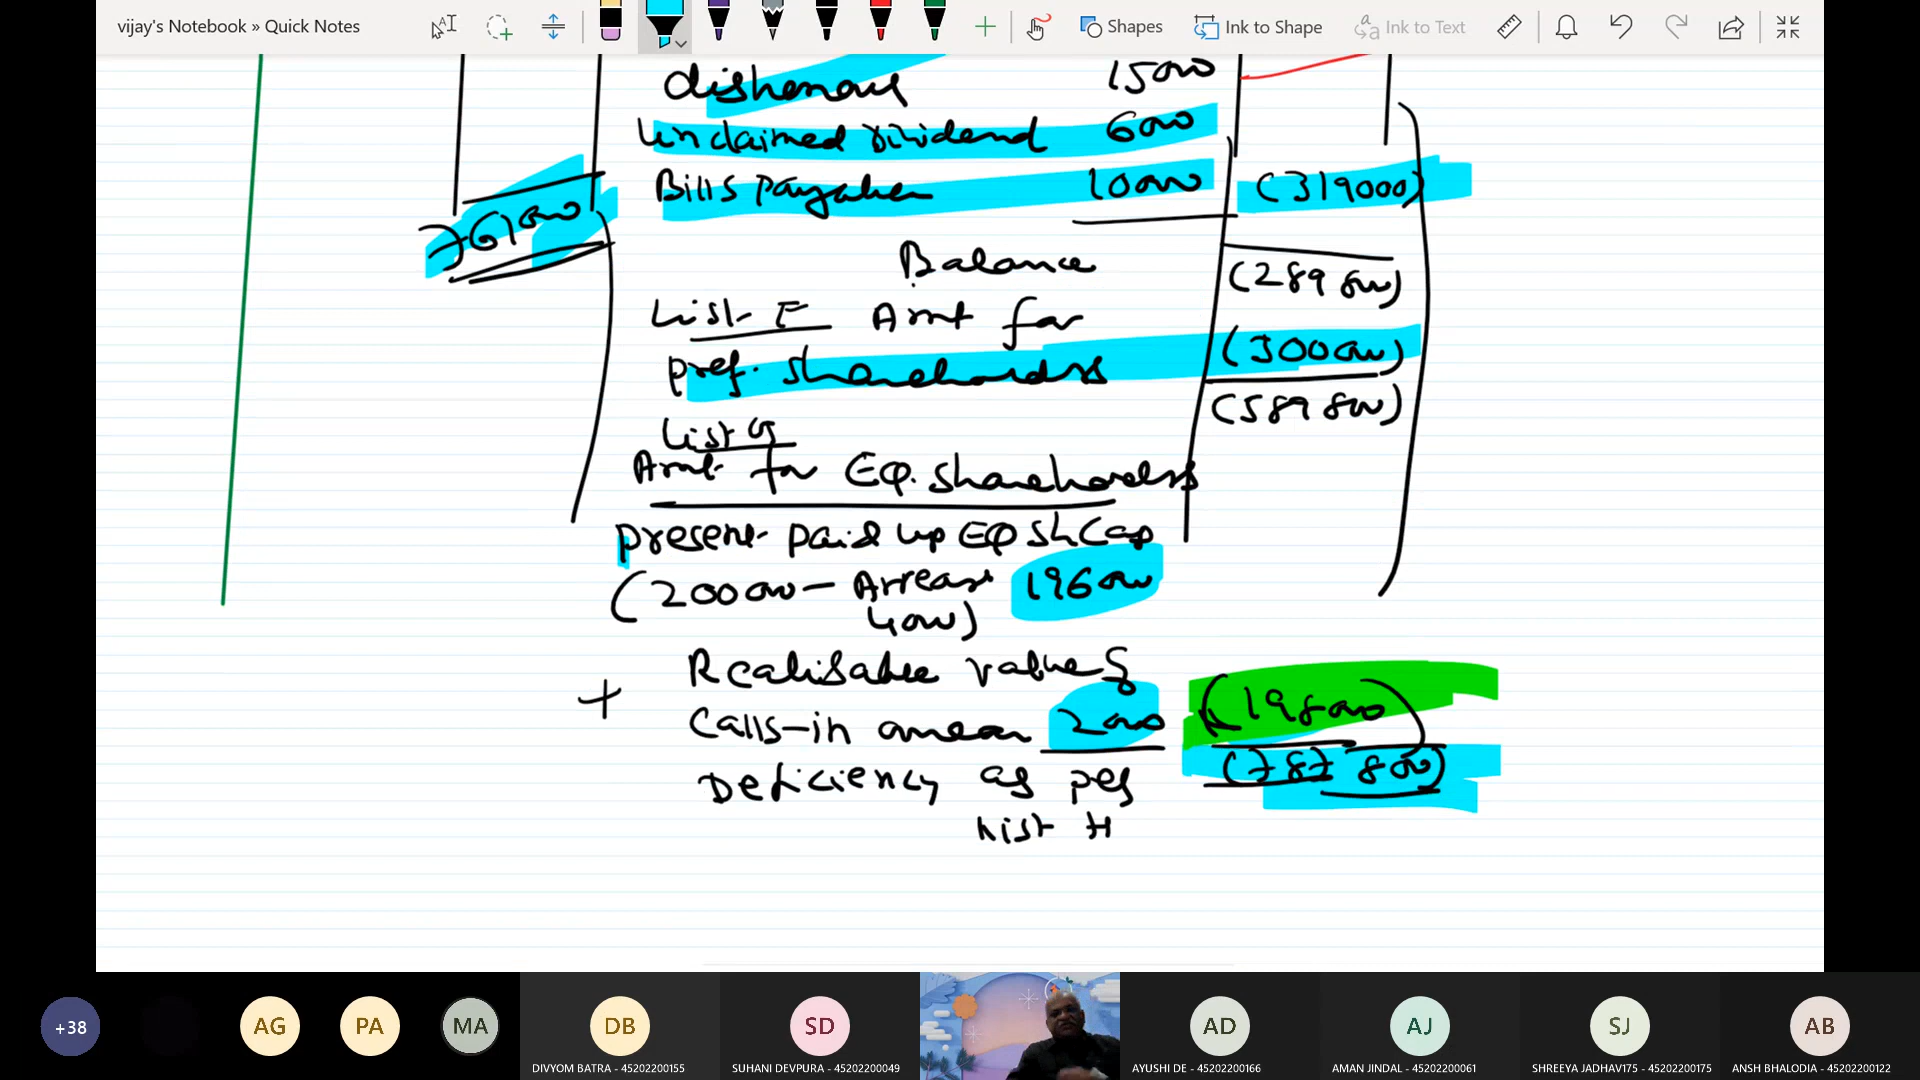 vijay's Notebook » Quick Notes
Shapes
Ink to Shape
Ink to Text
dishonour 15000
Unclaimed Dividend 6000
Bills payable 10000 (319000)
761000
Balance (289800)
List F Amt for
pref. shareholders (300000)
(589800)
List G
Amt for EQ. shareholders
present paid up EQ Sh Cap
(200000 - Arrears 196000
4000)
+ Realisable value of
Calls-in arrear 2000 (198000)
Deficiency as per (787800)
List H
+38
AG
PA
MA
DB
SD
AD
AJ
SJ
AB
DIVYOM BATRA - 45202200155
SUHANI DEVPURA - 45202200049
AYUSHI DE - 45202200166
AMAN JINDAL - 45202200061
SHREEYA JADHAV175 - 45202200175
ANSH BHALODIA - 45202200122